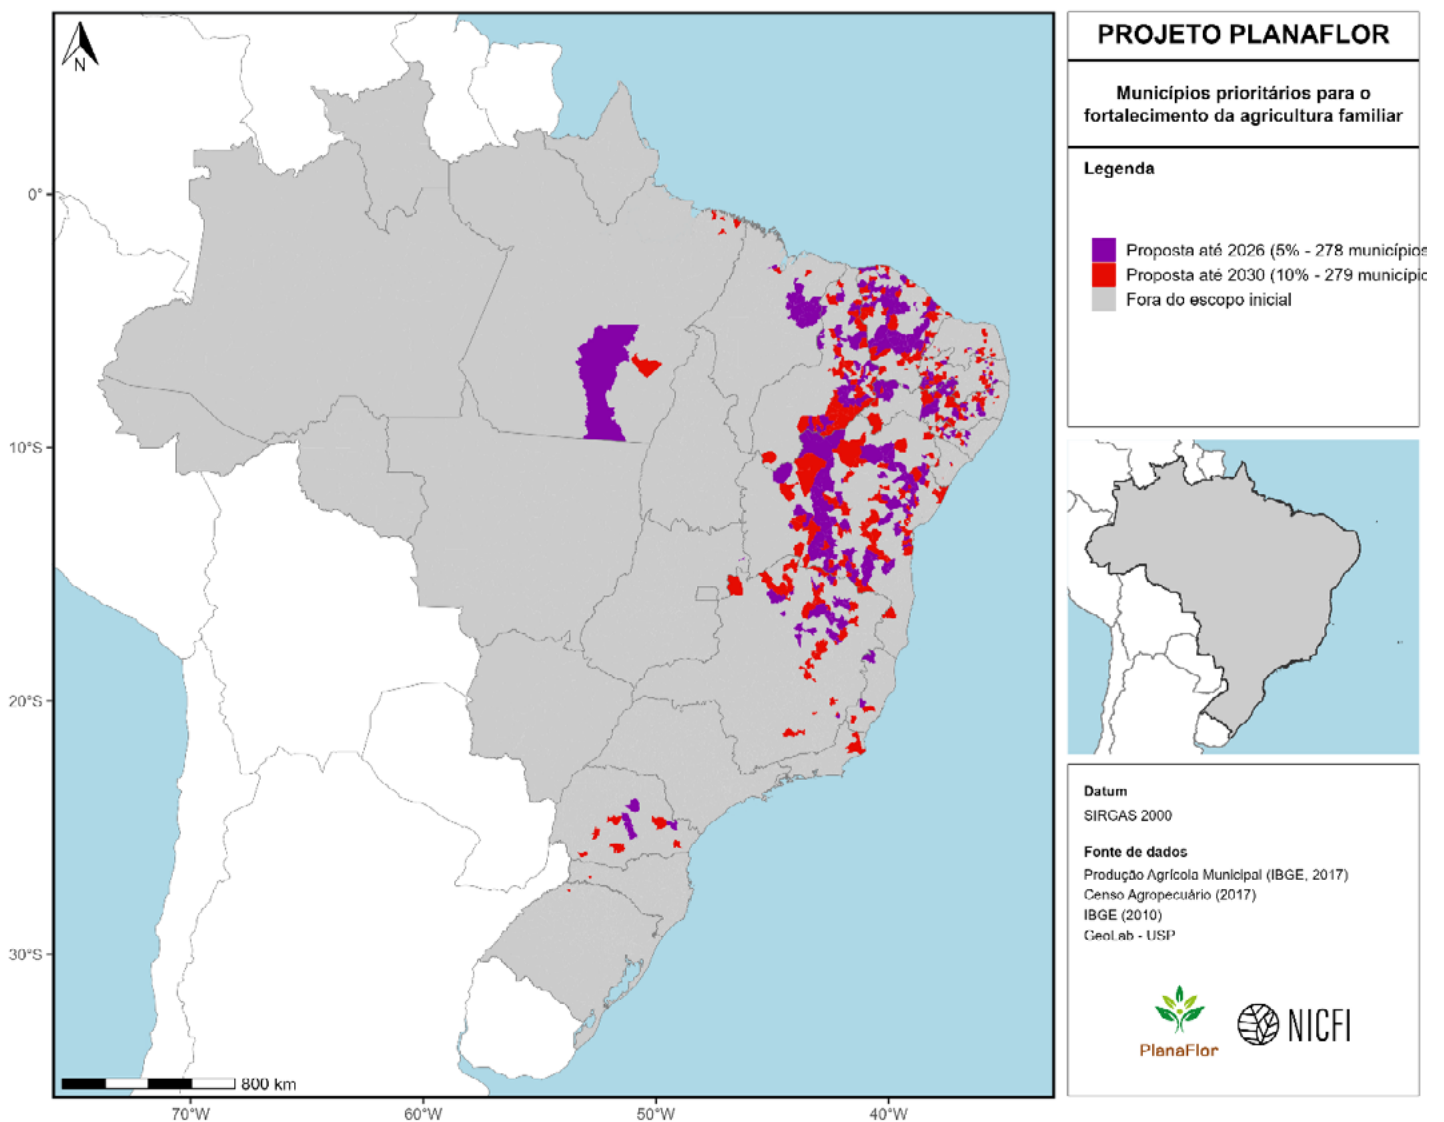 PROJETO PLANAFLOR
Municípios prioritários para o
fortalecimento da agricultura familiar
Legenda
Proposta até 2026 (5% - 278 municípios
Proposta até 2030 (10% - 279 municípic
Fora do escopo inicial
N
0°
10°S
20°S
30°S
800 km
70°W
60°W
50°W
40°W
Datum
SIRGAS 2000
Fonte de dados
Produção Agrícola Municipal (IBGE, 2017)
Censo Agropecuário (2017)
IBGE (2010)
GeoLab - USP
PlanaFlor
NICFI